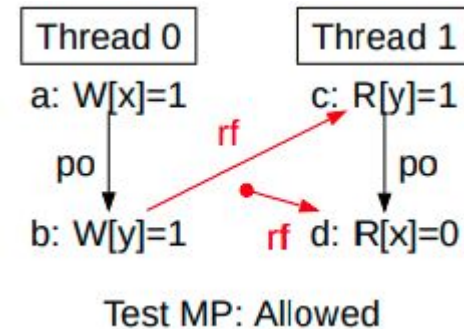 Thread 0
Thread 1
a: W[x]=1
c: R[y]=1
rf
po
po
b: W[y]=1
rf
d: R[x]=0
Test MP: Allowed